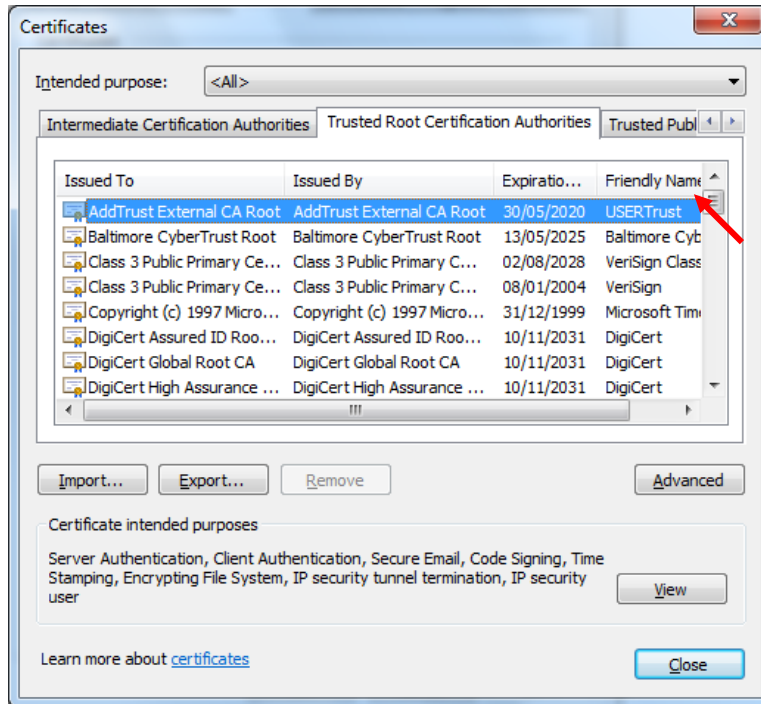 Certificates
Intended purpose: <All>
Intermediate Certification Authorities Trusted Root Certification Authorities Trusted Publ
Issued To Issued By Expiratio... Friendly Name
AddTrust External CA Root AddTrust External CA Root 30/05/2020 USERTrust
Baltimore CyberTrust Root Baltimore CyberTrust Root 13/05/2025 Baltimore Cyb
Class 3 Public Primary Ce... Class 3 Public Primary C... 02/08/2028 VeriSign Class
Class 3 Public Primary Ce... Class 3 Public Primary C... 08/01/2004 VeriSign
Copyright (c) 1997 Micro... Copyright (c) 1997 Micro... 31/12/1999 Microsoft Time
DigiCert Assured ID Roo... DigiCert Assured ID Roo... 10/11/2031 DigiCert
DigiCert Global Root CA DigiCert Global Root CA 10/11/2031 DigiCert
DigiCert High Assurance ... DigiCert High Assurance ... 10/11/2031 DigiCert
Import... Export... Remove Advanced
Certificate intended purposes
Server Authentication, Client Authentication, Secure Email, Code Signing, Time
Stamping, Encrypting File System, IP security tunnel termination, IP security
user
View
Learn more about certificates
Close